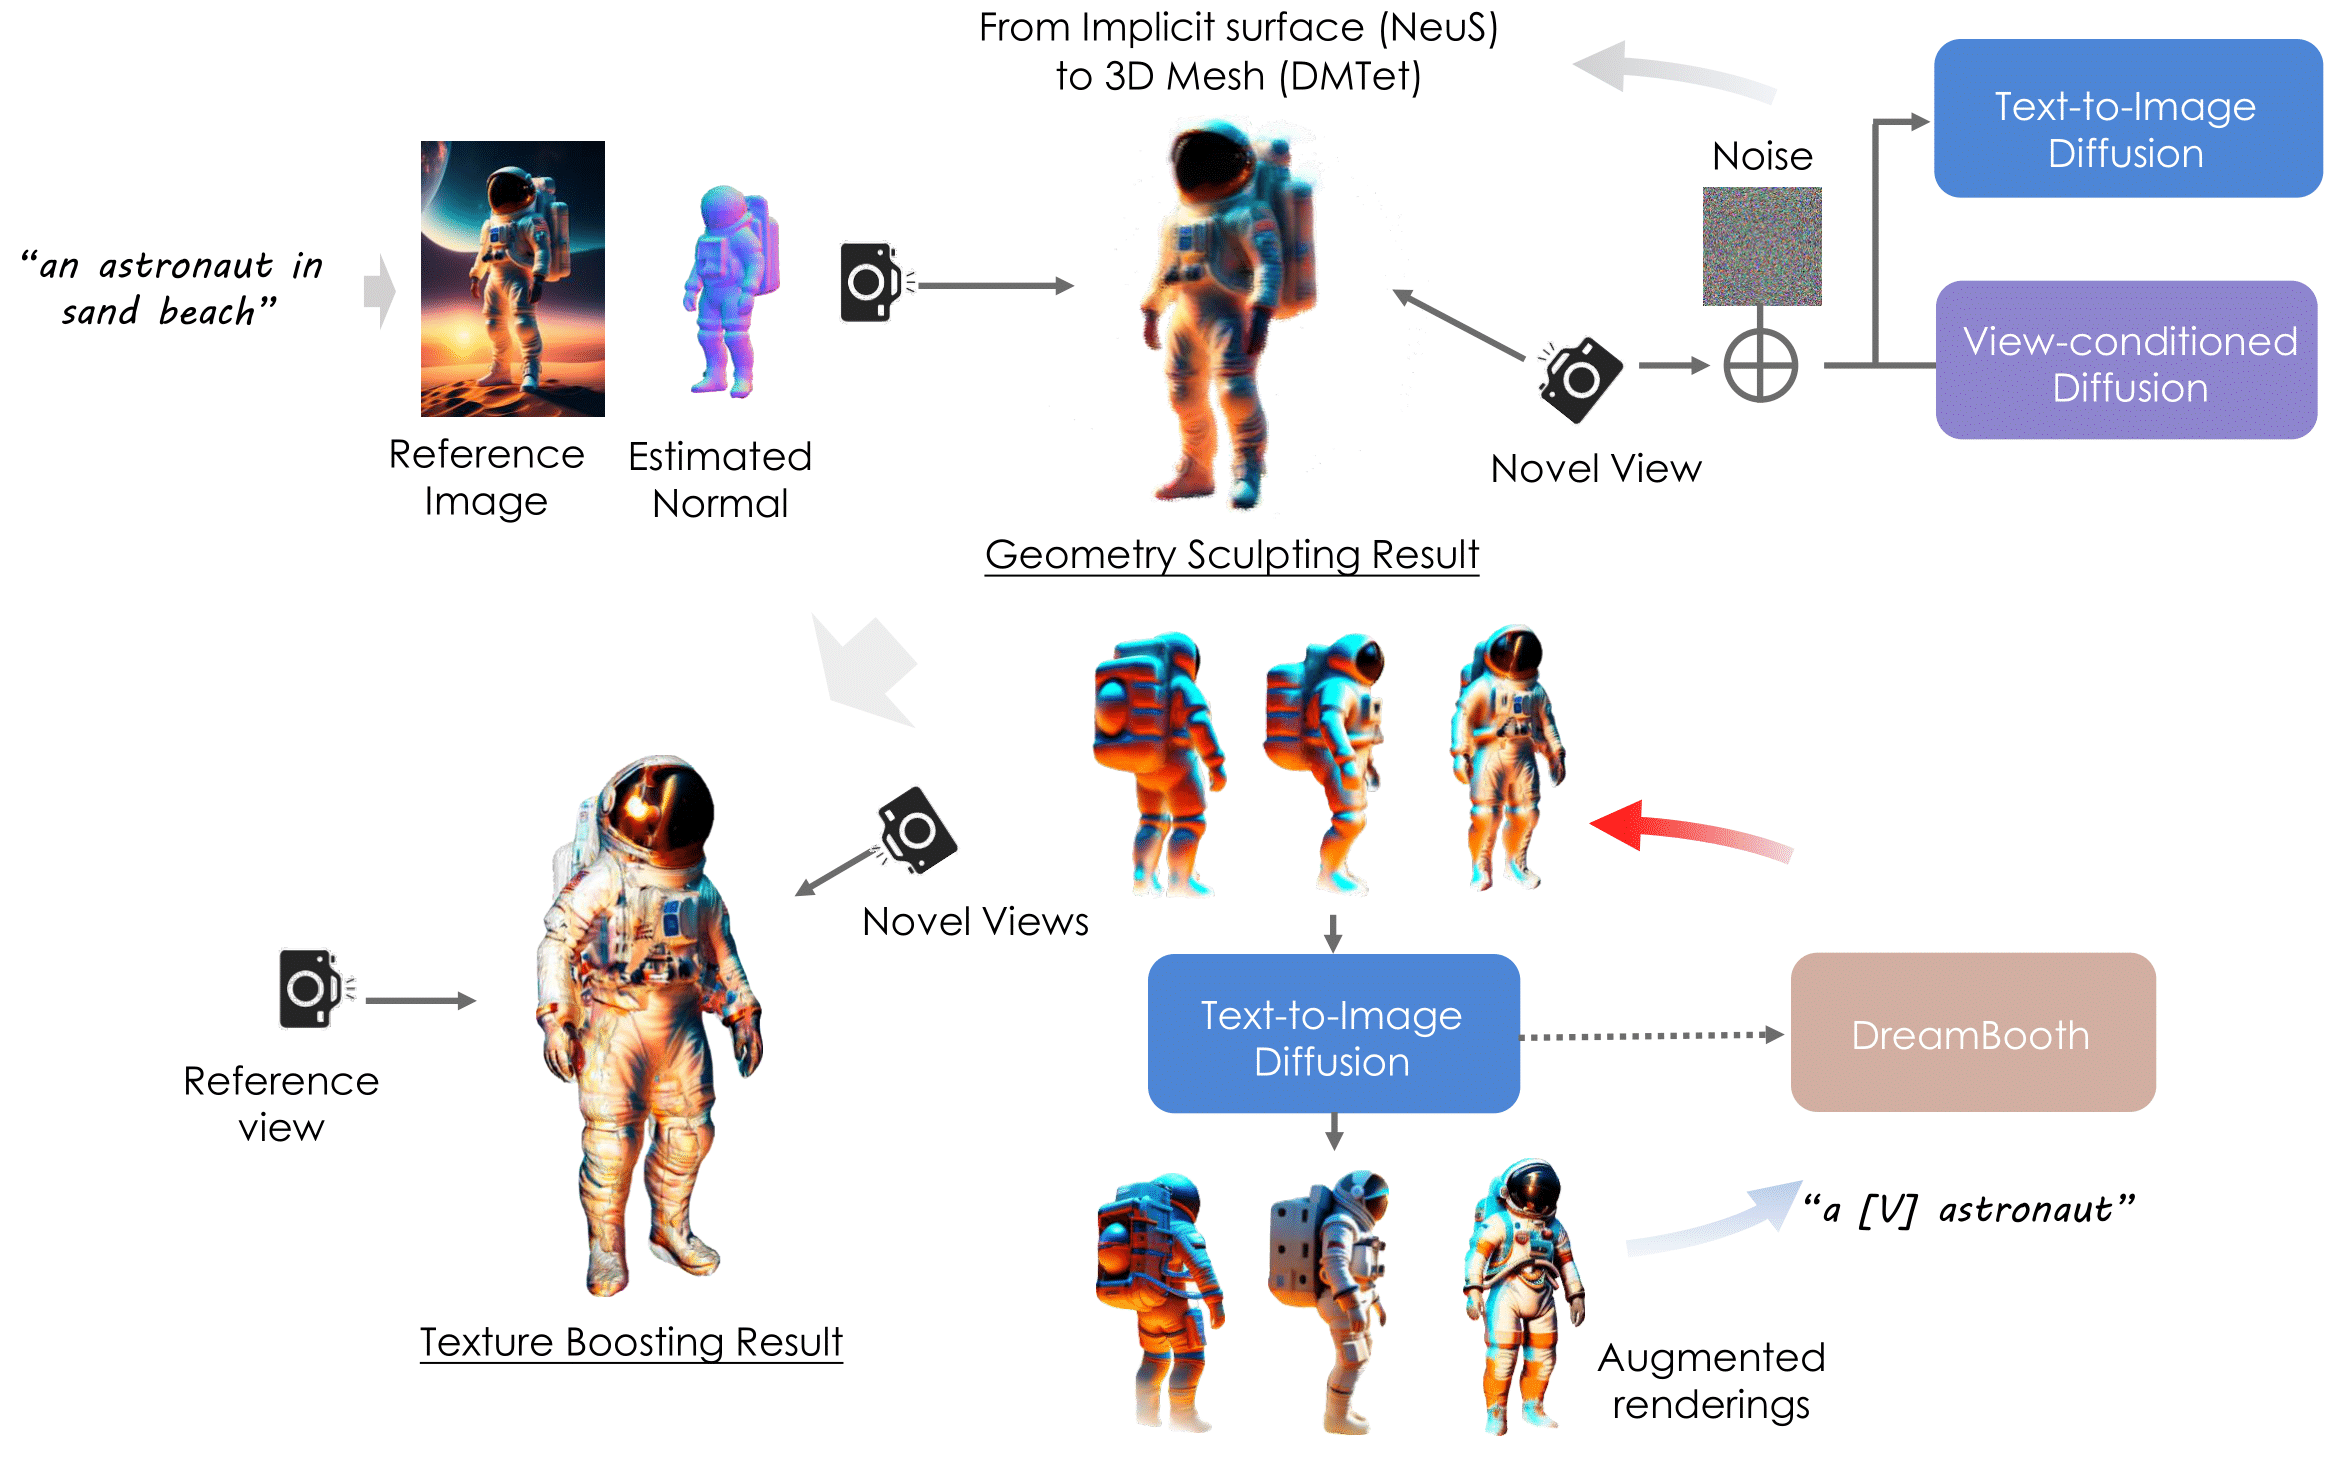 From Implicit surface (NeuS)
to 3D Mesh (DMTet)
Text-to-Image
Diffusion
Noise
“an astronaut in
sand beach”
View-conditioned
Diffusion
Reference
Image
Estimated
Normal
Novel View
Geometry Sculpting Result
Novel Views
Reference
view
Text-to-Image
Diffusion
DreamBooth
“a [V] astronaut”
Texture Boosting Result
Augmented
renderings